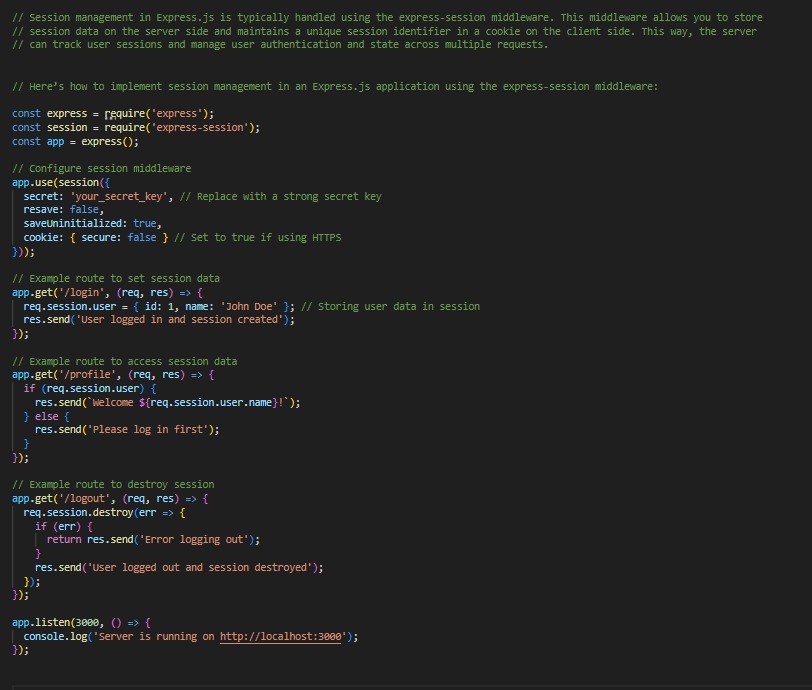 // Session management in Express.js is typically handled using the express-session middleware. This middleware allows you to store
// session data on the server side and maintains a unique session identifier in a cookie on the client side. This way, the server
// can track user sessions and manage user authentication and state across multiple requests.
// Here’s how to implement session management in an Express.js application using the express-session middleware:
const express = require('express');
const session = require('express-session');
const app = express();
// Configure session middleware
app.use(session({
  secret: 'your_secret_key', // Replace with a strong secret key
  resave: false,
  saveUninitialized: true,
  cookie: { secure: false } // Set to true if using HTTPS
}));
// Example route to set session data
app.get('/login', (req, res) => {
  req.session.user = { id: 1, name: 'John Doe' }; // Storing user data in session
  res.send('User logged in and session created');
});
// Example route to access session data
app.get('/profile', (req, res) => {
  if (req.session.user) {
    res.send(`Welcome ${req.session.user.name}!`);
  } else {
    res.send('Please log in first');
  }
});
// Example route to destroy session
app.get('/logout', (req, res) => {
  req.session.destroy(err => {
    if (err) {
      return res.send('Error logging out');
    }
    res.send('User logged out and session destroyed');
  });
});
app.listen(3000, () => {
  console.log('Server is running on http://localhost:3000');
});